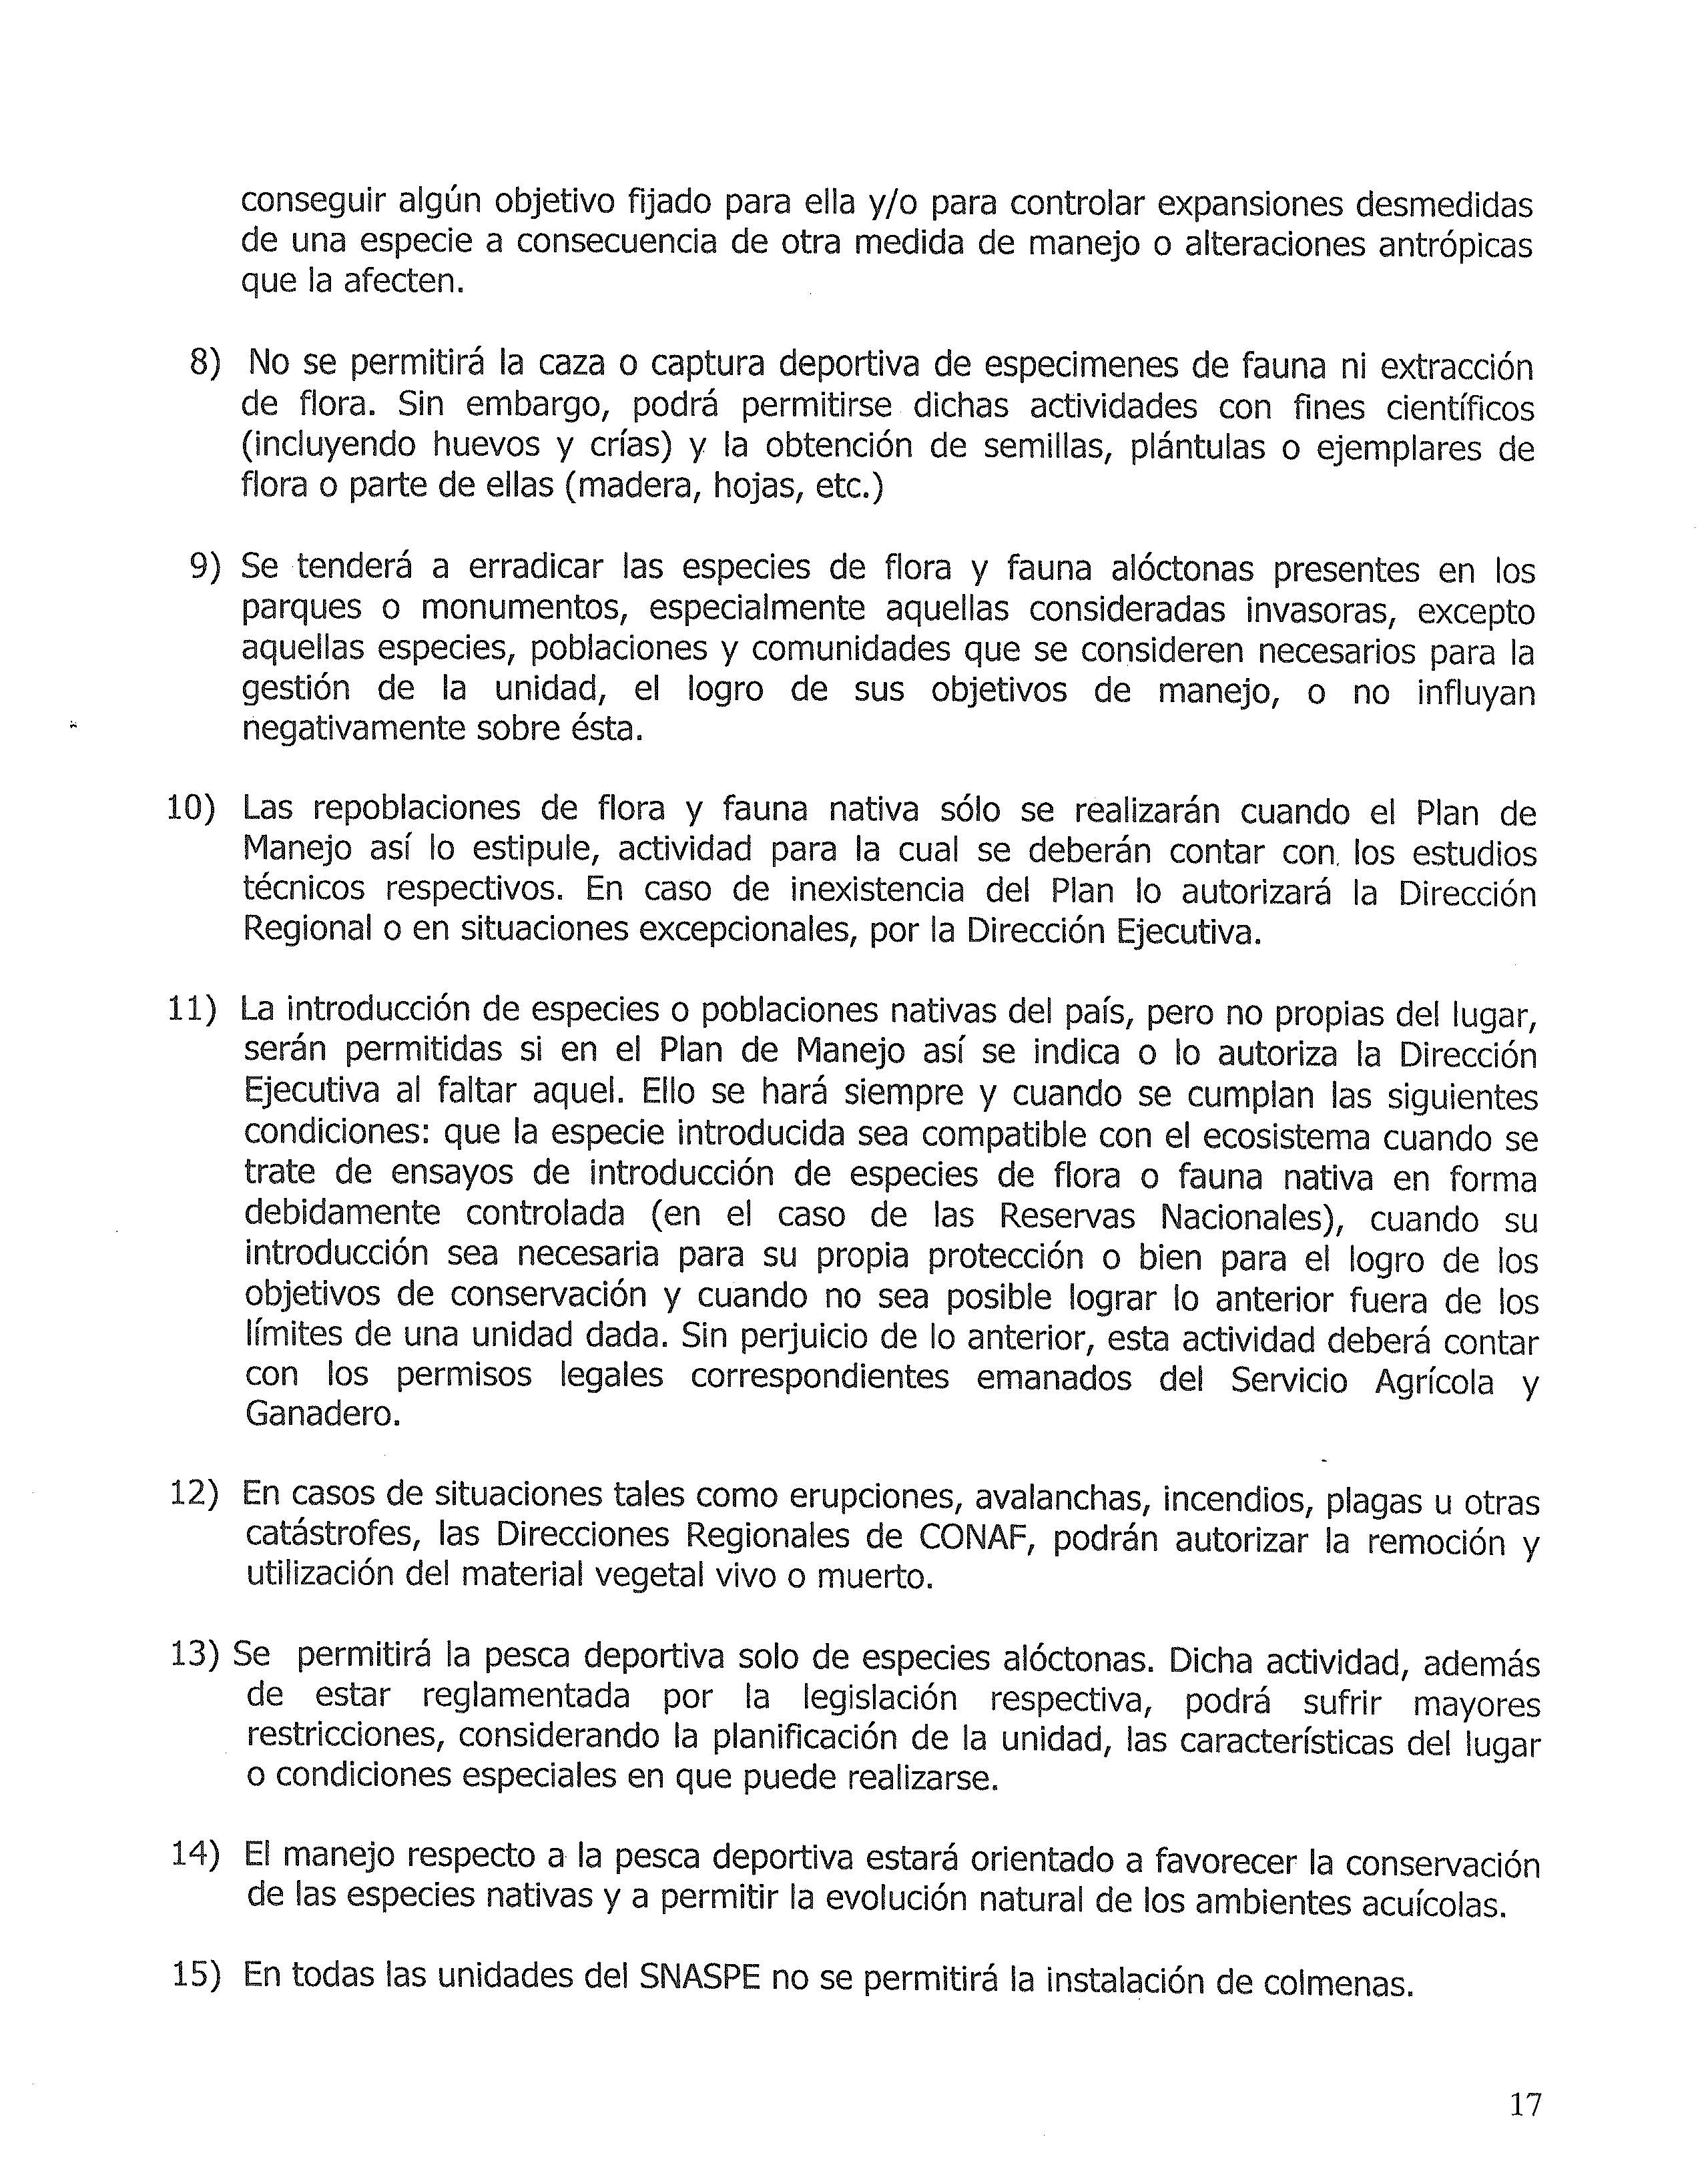 conseguir algún objetivo fijado para ella y/o para controlar expansiones desmedidas
de una especie a consecuencia de otra medida de manejo o alteraciones antrópicas
que la afecten.
8) No se permitirá la caza o captura deportiva de especimenes de fauna ni extracción
de flora. Sin embargo, podrá permitirse dichas actividades con fines científicos
(incluyendo huevos y crías) y la obtención de semillas, plántulas o ejemplares de
flora o parte de ellas (madera, hojas, etc.)
9) Se tenderá a erradicar las especies de flora y fauna alóctonas presentes en los
parques o monumentos, especialmente aquellas consideradas invasoras, excepto
aquellas especies, poblaciones y comunidades que se consideren necesarios para la
gestión de la unidad, el logro de sus objetivos de manejo, o no influyan
negativamente sobre ésta.
10) Las repoblaciones de flora y fauna nativa sólo se realizarán cuando el Plan de
Manejo así lo estipule, actividad para la cual se deberán contar con los estudios
técnicos respectivos. En caso de inexistencia del Plan lo autorizará la Dirección
Regional o en situaciones excepcionales, por la Dirección Ejecutiva.
11) La introducción de especies o poblaciones nativas del país, pero no propias del lugar,
serán permitidas si en el Plan de Manejo así se indica o lo autoriza la Dirección
Ejecutiva al faltar aquel. Ello se hará siempre y cuando se cumplan las siguientes
condiciones: que la especie introducida sea compatible con el ecosistema cuando se
trate de ensayos de introducción de especies de flora o fauna nativa en forma
debidamente controlada (en el caso de las Reservas Nacionales), cuando su
introducción sea necesaria para su propia protección o bien para el logro de los
objetivos de conservación y cuando no sea posible lograr lo anterior fuera de los
límites de una unidad dada. Sin perjuicio de lo anterior, esta actividad deberá contar
con los permisos legales correspondientes emanados del Servicio Agrícola y
Ganadero.
12) En casos de situaciones tales como erupciones, avalanchas, incendios, plagas u otras
catástrofes, las Direcciones Regionales de CONAF, podrán autorizar la remoción y
utilización del material vegetal vivo o muerto.
13) Se permitirá la pesca deportiva solo de especies alóctonas. Dicha actividad, además
de estar reglamentada por la legislación respectiva, podrá sufrir mayores
restricciones, considerando la planificación de la unidad, las características del lugar
o condiciones especiales en que puede realizarse.
14) El manejo respecto a la pesca deportiva estará orientado a favorecer la conservación
de las especies nativas y a permitir la evolución natural de los ambientes acuícolas.
15) En todas las unidades del SNASPE no se permitirá la instalación de colmenas.
17